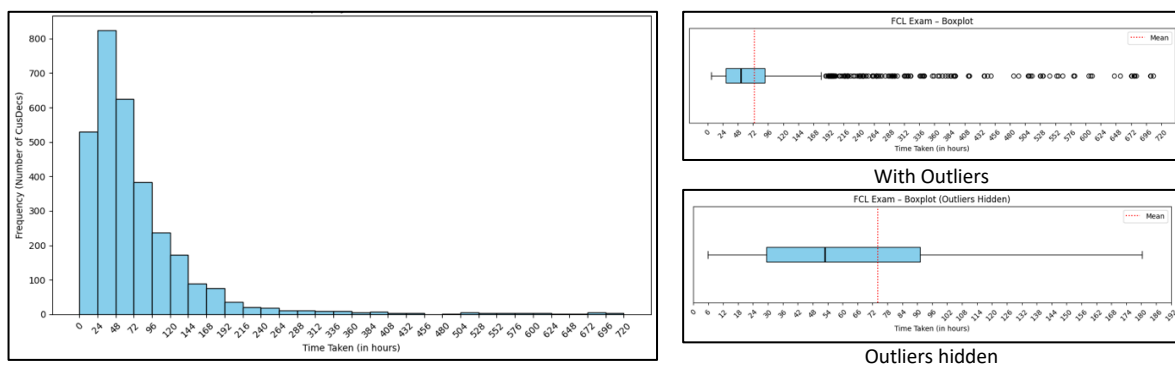 800
700
600
500
400
300
200
100
0
Frequency (Number of CusDecs)
0 24 48 72 96 120 144 168 192 216 240 264 288 312 336 360 384 408 432 456 480 504 528 552 576 600 624 648 672 696 720
Time Taken (in hours)
FCL Exam – Boxplot
Mean
0 24 48 72 96 120 144 168 192 216 240 264 288 312 336 360 384 408 432 456 480 504 528 552 576 600 624 648 672 696 720
Time Taken (in hours)
With Outliers
FCL Exam – Boxplot (Outliers Hidden)
Mean
0 6 12 18 24 30 36 42 48 54 60 66 72 78 84 90 96 102 108 114 120 126 132 138 144 150 156 162 168 174 180 186 192
Time Taken (in hours)
Outliers hidden